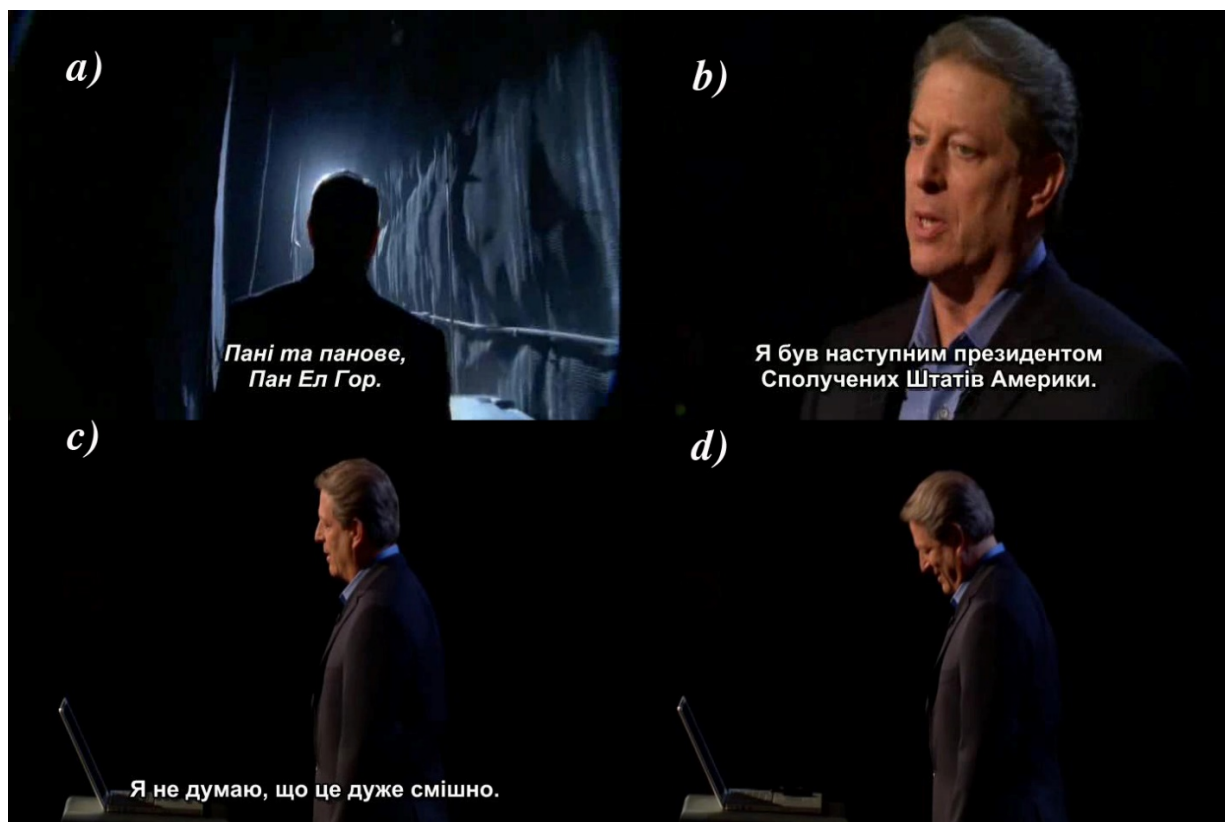 a)
Пані та панове,
Пан Ел Гор.
b)
Я був наступним президентом
Сполучених Штатів Америки.
c)
Я не думаю, що це дуже смішно.
d)